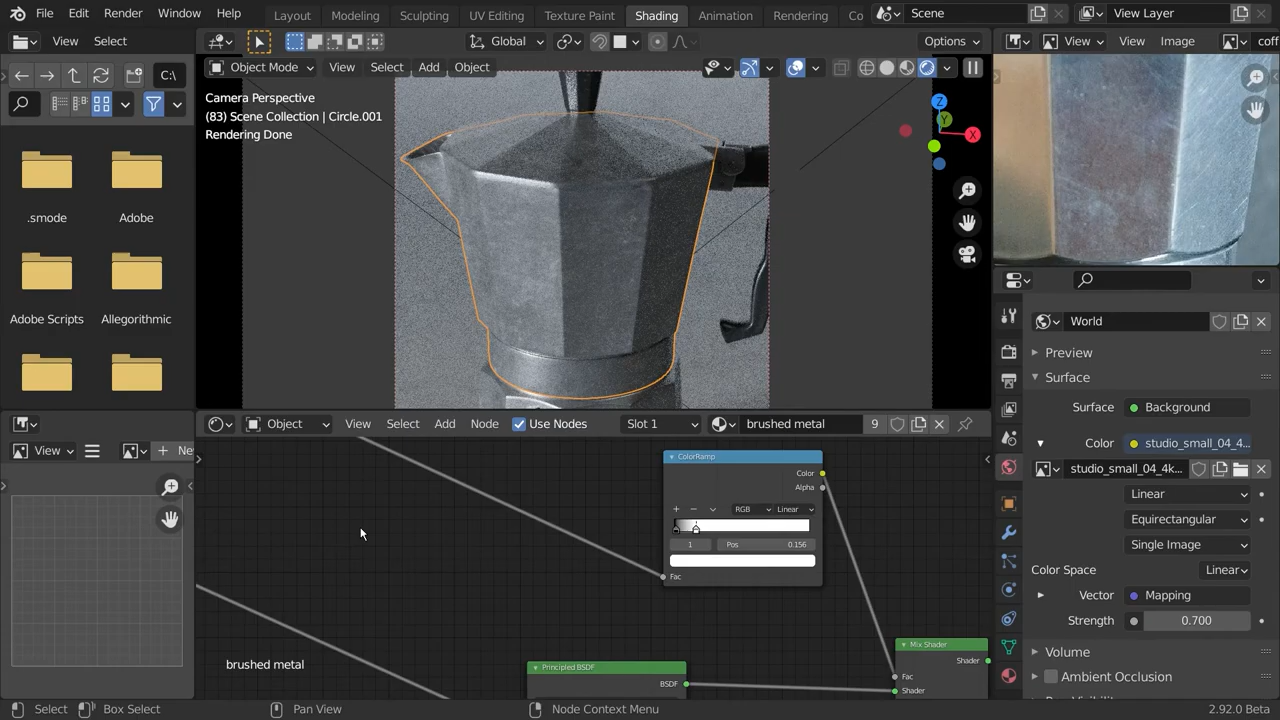 File Edit Render Window Help Layout Modeling Sculpting UV Editing Texture Paint Shading Animation Rendering Co Scene View Layer
View Select Global Options View View Image coff
C:\ Object Mode View Select Add Object
Camera Perspective
(83) Scene Collection | Circle.001
Rendering Done
Z
Y
X
.smode Adobe
Adobe Scripts Allegorithmic
World
Preview
Surface
Surface Background
Color studio_small_04_4...
studio_small_04_4k...
Linear
Equirectangular
Single Image
Color Space Linear
Vector Mapping
Strength 0.700
Volume
Ambient Occlusion
Object View Select Add Node Use Nodes Slot 1 brushed metal 9
View Ne
ColorRamp
Color
Alpha
RGB Linear
1 Pos 0.156
Fac
Mix Shader
Shader
Fac
Shader
Principled BSDF
BSDF
brushed metal
Select Box Select Pan View Node Context Menu 2.92.0 Beta